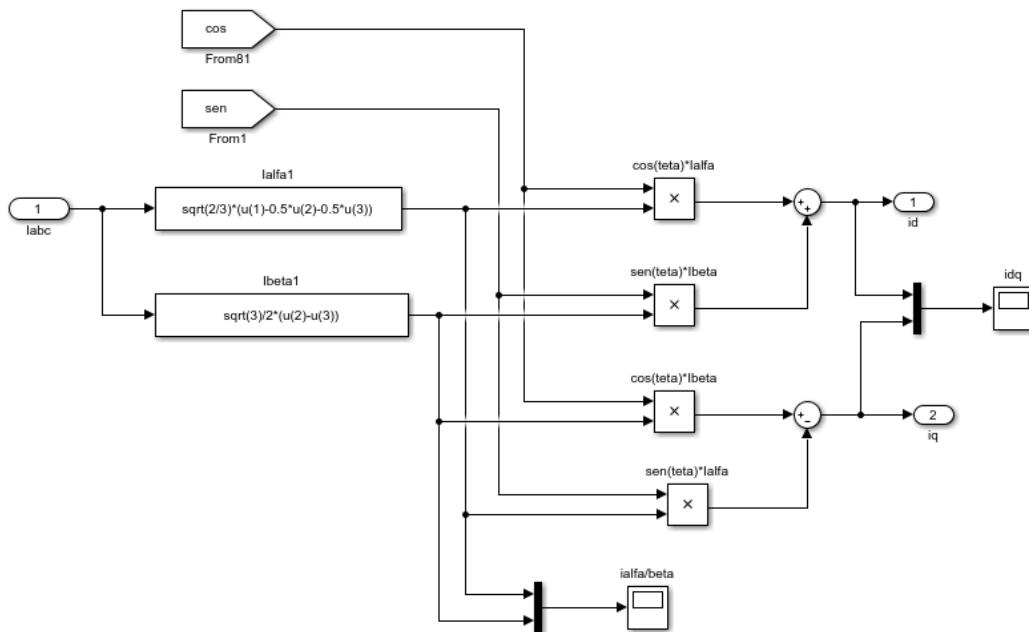 cos
From81
sen
From1
Ialfa1
sqrt(2/3)*(u(1)-0.5*u(2)-0.5*u(3))
1
Iabc
Ibeta1
sqrt(3)/2*(u(2)-u(3))
cos(teta)*Ialfa
×
+
+
1
id
sen(teta)*Ibeta
×
idq
cos(teta)*Ibeta
×
+
−
2
iq
sen(teta)*Ialfa
×
ialfa/beta